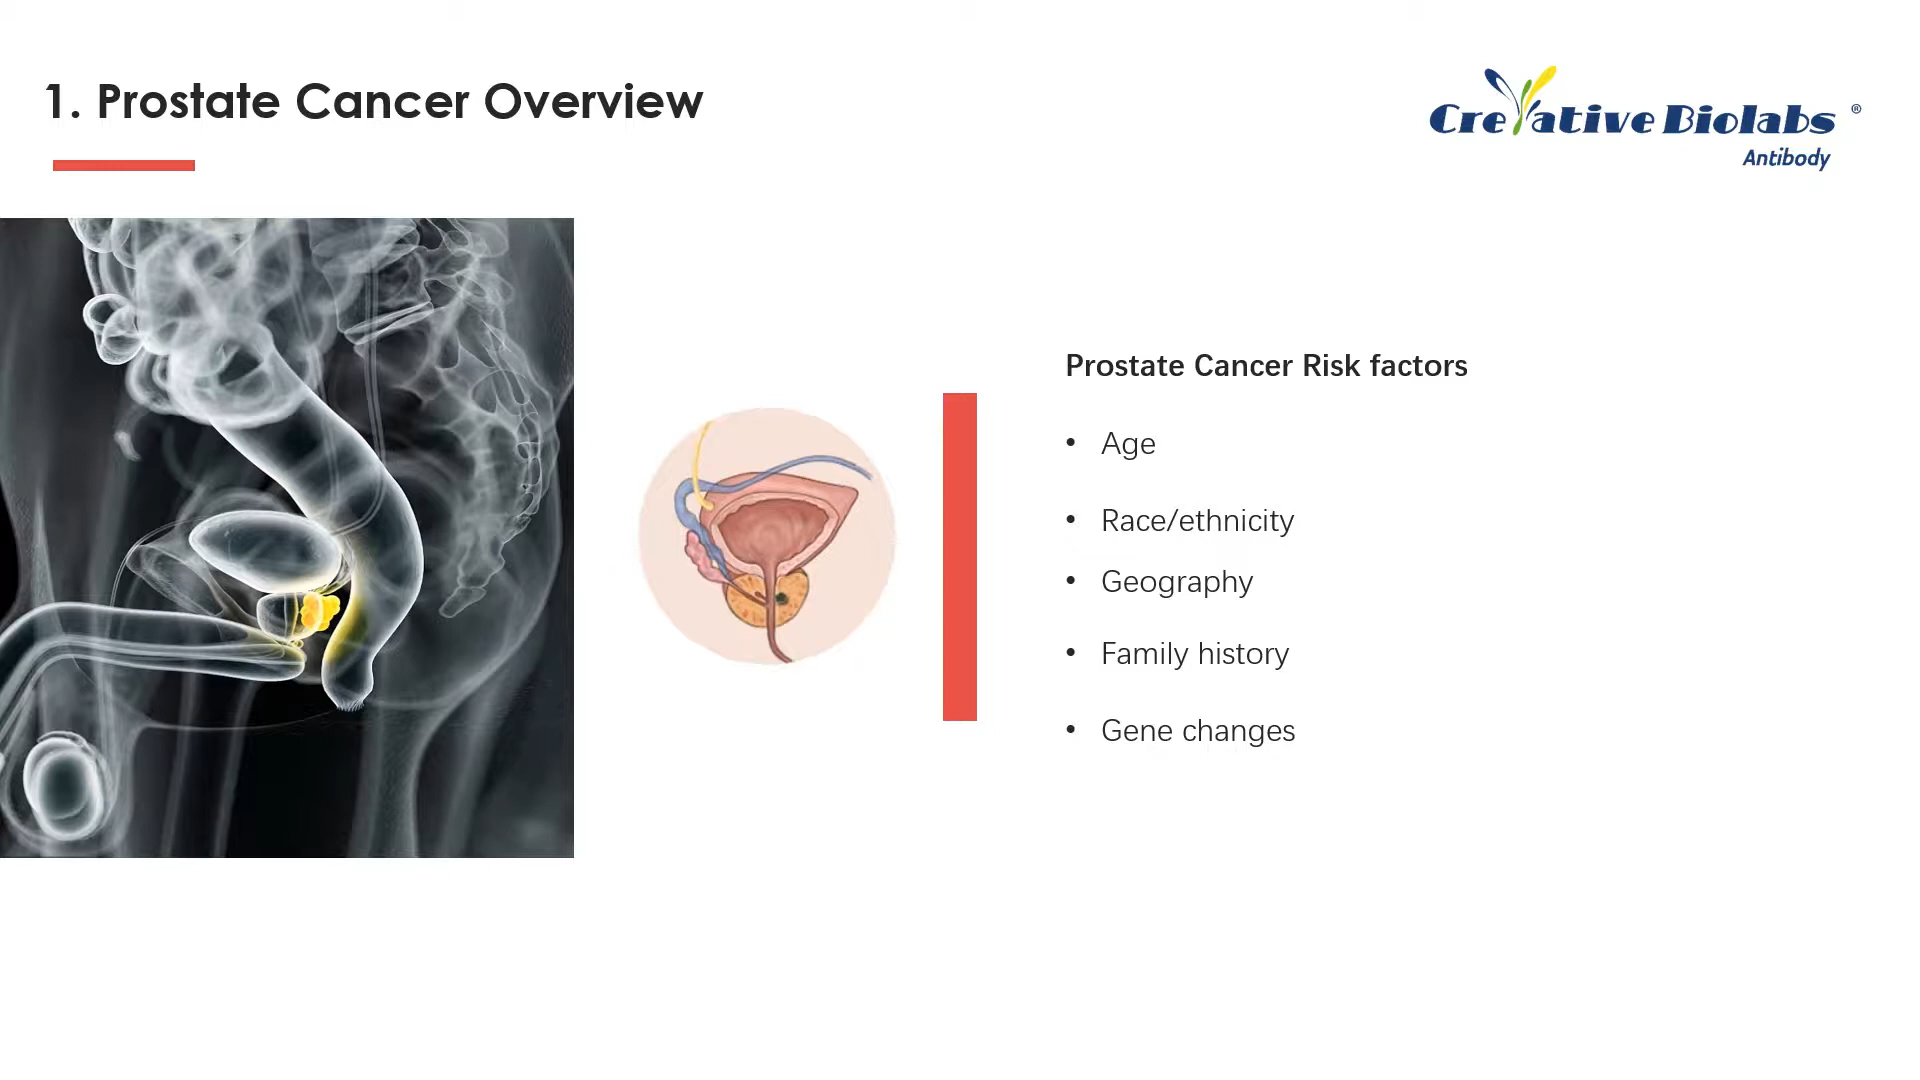 1. Prostate Cancer Overview
Creative Biolabs ®
Antibody
Prostate Cancer Risk factors
• Age
• Race/ethnicity
• Geography
• Family history
• Gene changes